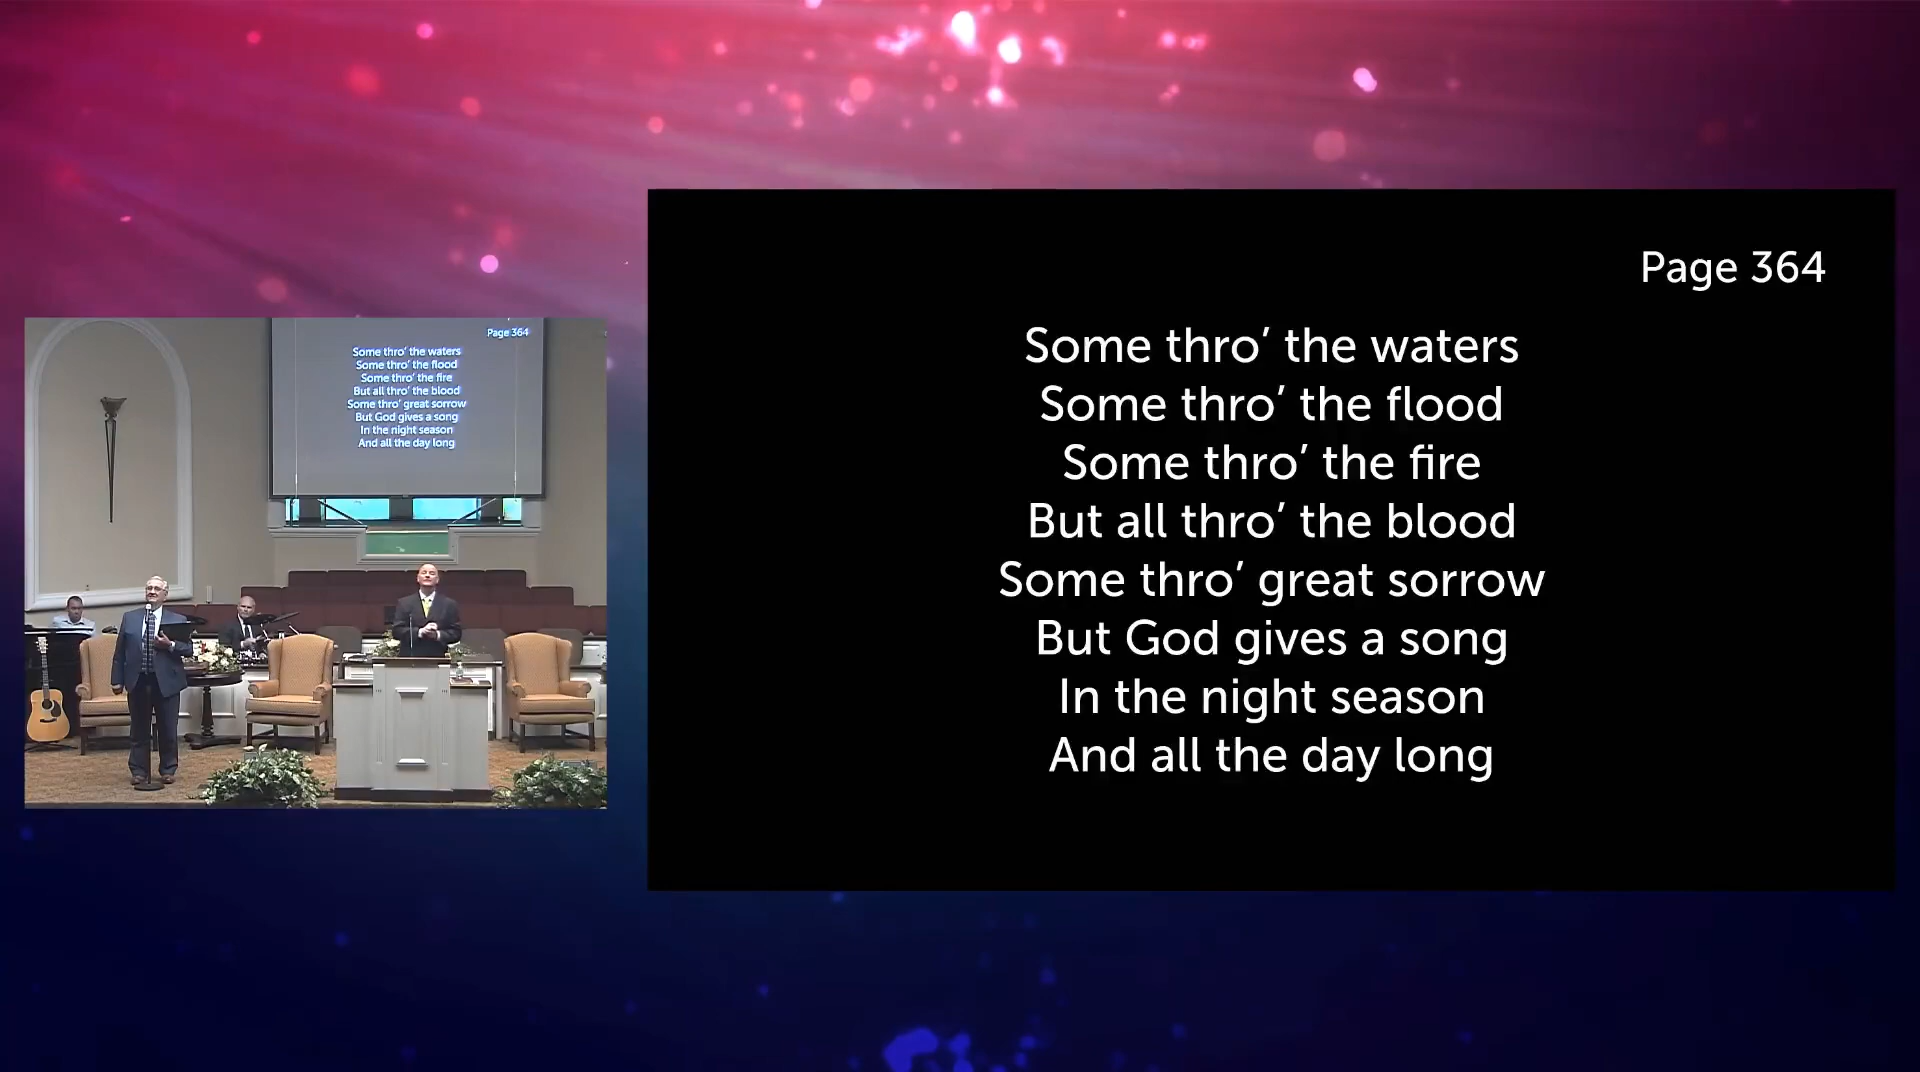 Page 364
Some thro' the waters
Some thro' the flood
Some thro' the fire
But all thro' the blood
Some thro' great sorrow
But God gives a song
In the night season
And all the day long
Page 364
Some thro' the waters
Some thro' the flood
Some thro' the fire
But all thro' the blood
Some thro' great sorrow
But God gives a song
In the night season
And all the day long